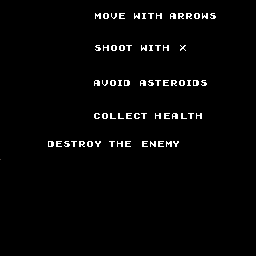 MOVE WITH ARROWS
SHOOT WITH X
AVOID ASTEROIDS
COLLECT HEALTH
DESTROY THE ENEMY